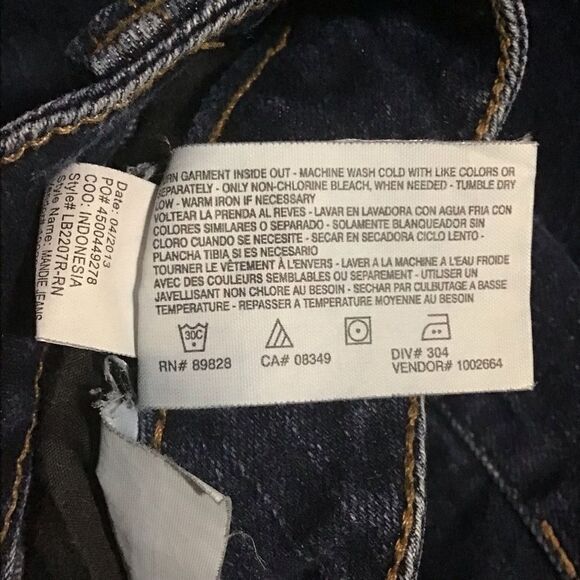 Date: 04/2013
PO# 4500449278
COO: INDONESIA
Style# LB2207R-RN
Style Name: MANDIE JEANS
GARMENT INSIDE OUT - MACHINE WASH COLD WITH LIKE COLORS OR
- ONLY NON-CHLORINE BLEACH, WHEN NEEDED - TUMBLE DRY
LOW - WARM IRON IF NECESSARY
VOLTEAR LA PRENDA AL REVES - LAVAR EN LAVADORA CON AGUA FRIA CON
COLORES SIMILARES O SEPARADO - SOLAMENTE BLANQUEADOR SIN
CLORO CUANDO SE NECESITE - SECAR EN SECADORA CICLO LENTO -
PLANCHA TIBIA SI ES NECESARIO
TOURNER LE VÊTEMENT À L'ENVERS - LAVER A LA MACHINE A L'EAU FROIDE
AVEC DES COULEURS SEMBLABLES OU SEPAREMENT - UTILISER UN
JAVELLISANT NON CHLORE AU BESOIN - SECHAR PAR CULBUTAGE A BASSE
TEMPERATURE - REPASSER A TEMPERATURE MOYENNE AU BESOIN
30C
RN# 89828 CA# 08349 DIV# 304
VENDOR# 1002664